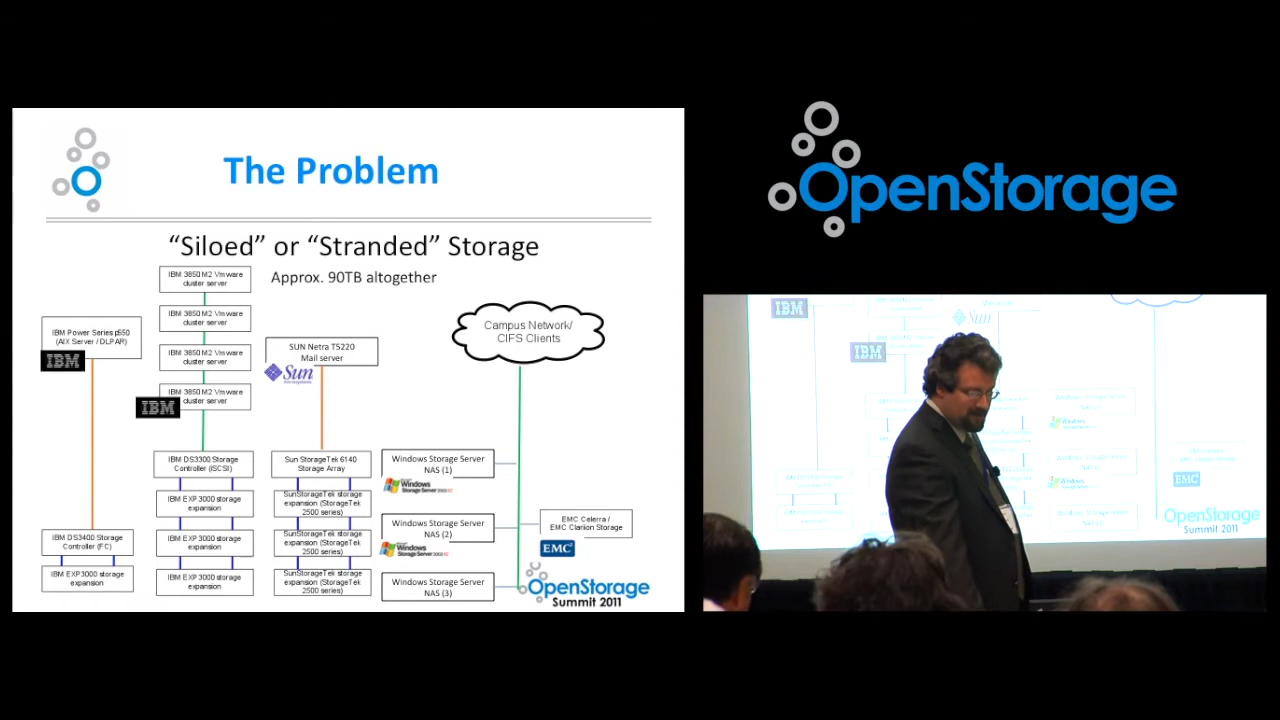 The Problem
“Siloed” or “Stranded” Storage
Approx. 90TB altogether
IBM 3850 M2 Vmware
cluster server
IBM 3850 M2 Vmware
cluster server
IBM 3850 M2 Vmware
cluster server
IBM 3850 M2 Vmware
cluster server
IBM
IBM Power Series p550
(AIX Server / DLPAR)
IBM
SUN Netra T5220
Mail server
Sun
microsystems
Campus Network/
CIFS Clients
IBM DS3300 Storage
Controller (iSCSI)
IBM EXP 3000 storage
expansion
IBM EXP 3000 storage
expansion
IBM EXP 3000 storage
expansion
Sun StorageTek 6140
Storage Array
SunStorageTek storage
expansion (StorageTek
2500 series)
SunStorageTek storage
expansion (StorageTek
2500 series)
SunStorageTek storage
expansion (StorageTek
2500 series)
IBM DS3400 Storage
Controller (FC)
IBM EXP3000 storage
expansion
Windows Storage Server
NAS (1)
Windows
Storage Server
Windows Storage Server
NAS (2)
Windows
Storage Server
Windows Storage Server
NAS (3)
EMC Celerra /
EMC Clariion Storage
EMC
OpenStorage
Summit 2011
OpenStorage
IBM
Sun
IBM
EMC
OpenStorage
Summit 2011